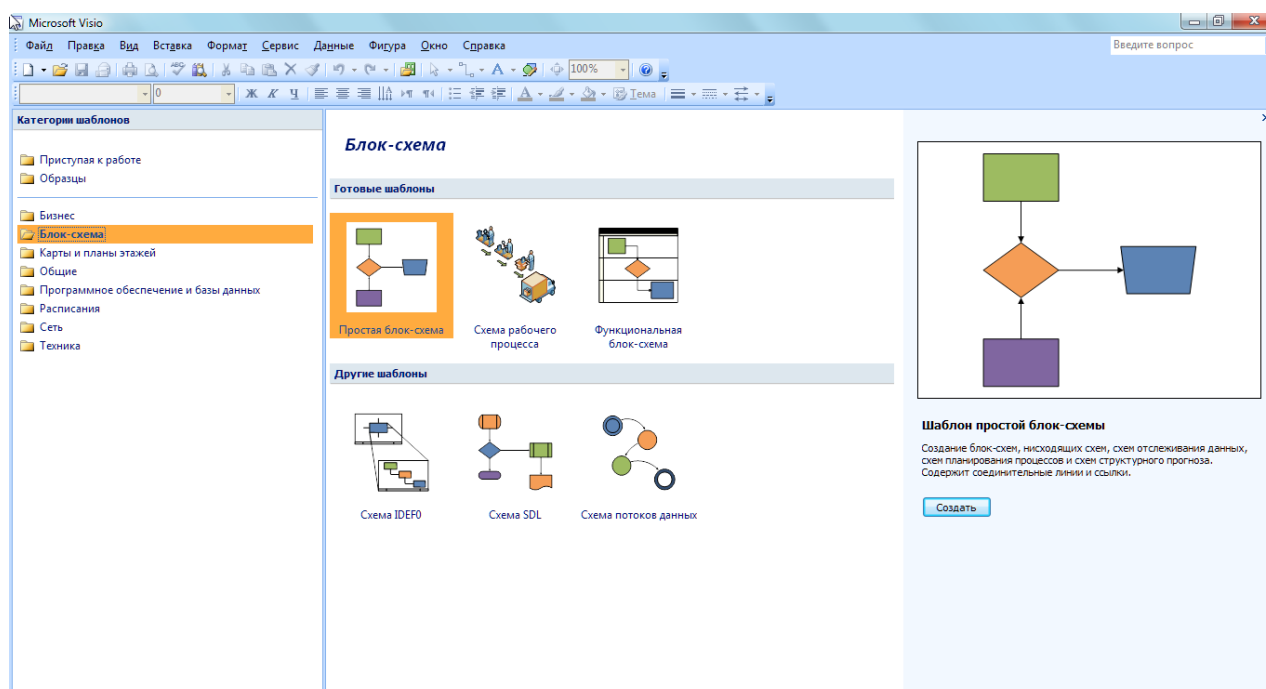 Microsoft Visio
Файл Правка Вид Вставка Формат Сервис Данные Фигура Окно Справка
Введите вопрос
100%
0
Ж К Ч
Тема
Категории шаблонов
Приступая к работе
Образцы
Бизнес
Блок-схема
Карты и планы этажей
Общие
Программное обеспечение и базы данных
Расписания
Сеть
Техника
Блок-схема
Готовые шаблоны
Простая блок-схема
Схема рабочего
процесса
Функциональная
блок-схема
Другие шаблоны
Схема IDEF0
Схема SDL
Схема потоков данных
Шаблон простой блок-схемы
Создание блок-схем, нисходящих схем, схем отслеживания данных,
схем планирования процессов и схем структурного прогноза.
Содержит соединительные линии и ссылки.
Создать